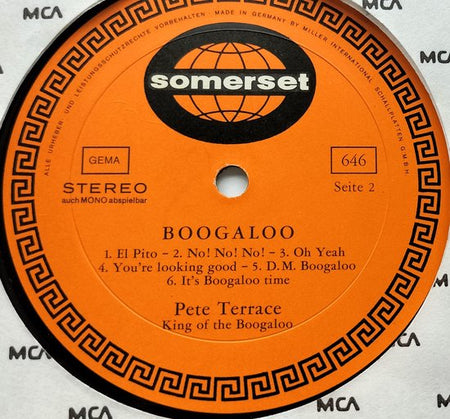 ALLE URHEBER- UND LEISTUNGSSCHUTZRECHTE VORBEHALTEN · MADE IN GERMANY BY MILLER INTERNATIONAL SCHALLPLATTEN G.M.B.H.
somerset
GEMA
646
STEREO
auch MONO abspielbar
Seite 2
BOOGALOO
1. El Pito – 2. No! No! No! – 3. Oh Yeah
4. You're looking good – 5. D. M. Boogaloo
6. It's Boogaloo time
Pete Terrace
King of the Boogaloo
MCA
MCA
MCA
MCA
MCA
MCA
MCA